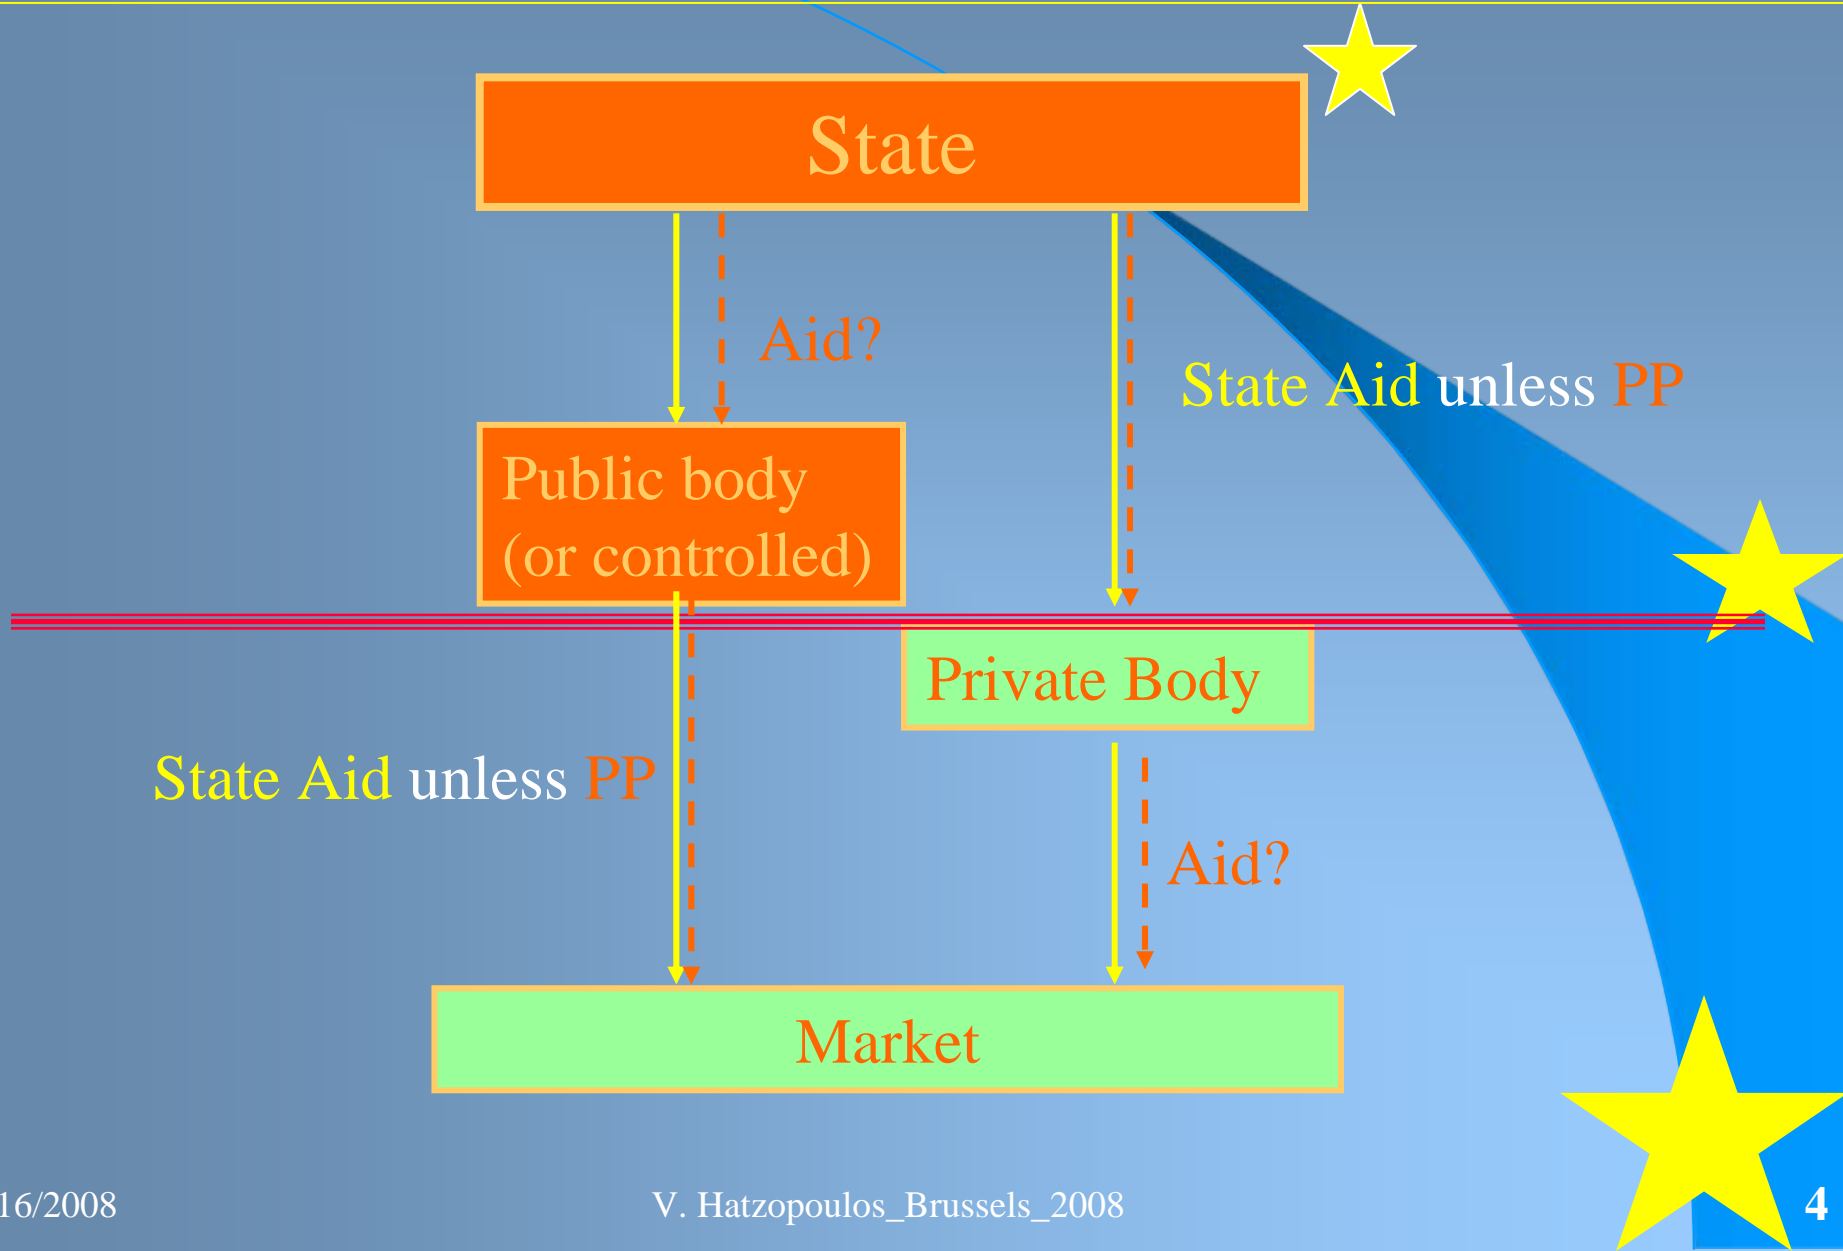 State
Aid?
State Aid unless PP
Public body
(or controlled)
Private Body
State Aid unless PP
Aid?
Market
16/2008
V. Hatzopoulos_Brussels_2008
4